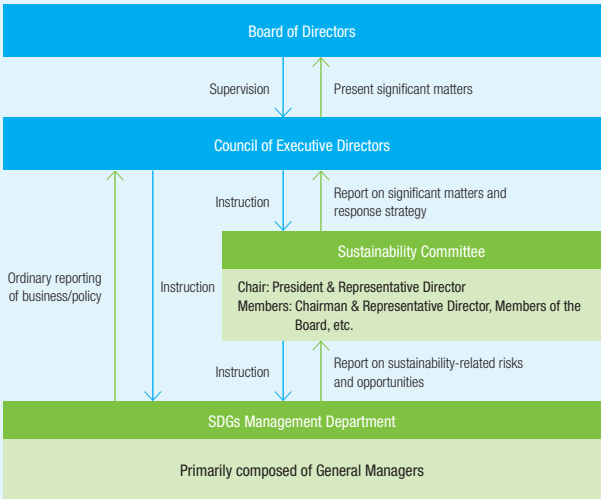 Board of Directors
Supervision
Present significant matters
Council of Executive Directors
Instruction
Report on significant matters and
response strategy
Sustainability Committee
Chair: President & Representative Director
Members: Chairman & Representative Director, Members of the
Board, etc.
Ordinary reporting
of business/policy
Instruction
Instruction
Report on sustainability-related risks
and opportunities
SDGs Management Department
Primarily composed of General Managers